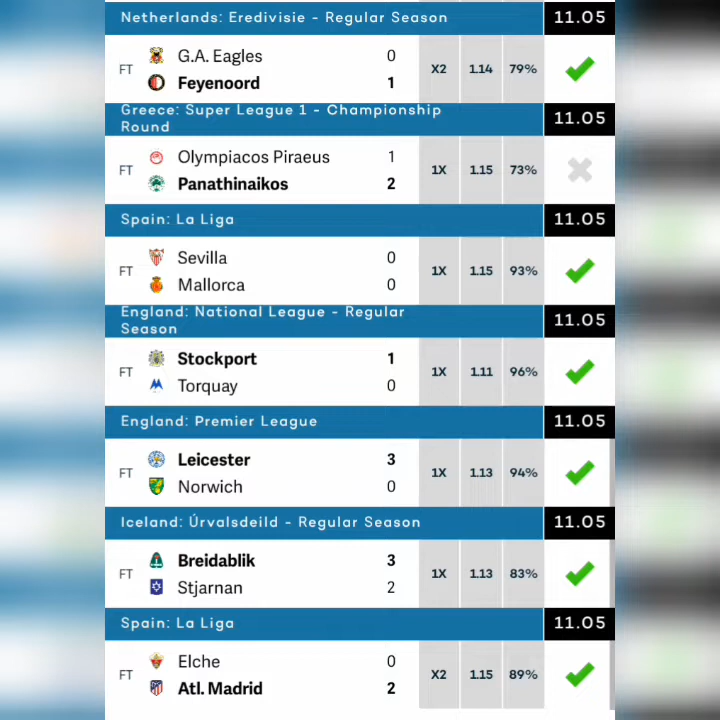 Netherlands: Eredivisie - Regular Season 11.05
FT G.A. Eagles 0 X2 1.14 79%
Feyenoord 1
Greece: Super League 1 - Championship Round 11.05
FT Olympiacos Piraeus 1 1X 1.15 73%
Panathinaikos 2
Spain: La Liga 11.05
FT Sevilla 0 1X 1.15 93%
Mallorca 0
England: National League - Regular Season 11.05
FT Stockport 1 1X 1.11 96%
Torquay 0
England: Premier League 11.05
FT Leicester 3 1X 1.13 94%
Norwich 0
Iceland: Úrvalsdeild - Regular Season 11.05
FT Breidablik 3 1X 1.13 83%
Stjarnan 2
Spain: La Liga 11.05
FT Elche 0 X2 1.15 89%
Atl. Madrid 2